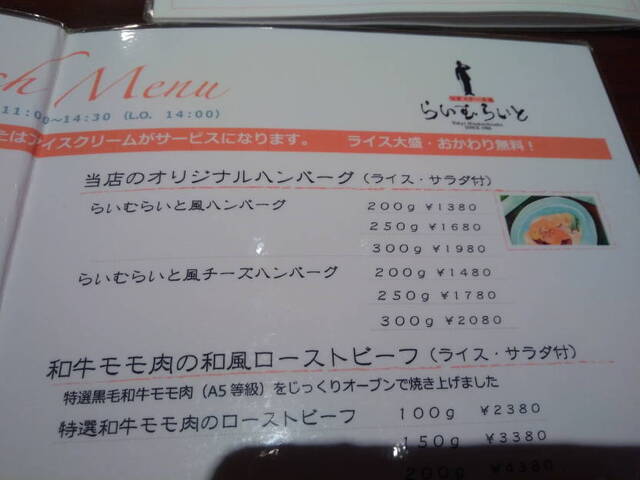 ch Menu
11:00~14:30 (L.O. 14:00)
らいむらいと
SINCE 1986
たはアイスクリームがサービスになります。 ライス大盛・おかわり無料！
当店のオリジナルハンバーグ（ライス・サラダ付）
らいむらいと風ハンバーグ 200g ¥1380
250g ¥1680
300g ¥1980
らいむらいと風チーズハンバーグ 200g ¥1480
250g ¥1780
300g ¥2080
和牛モモ肉の和風ローストビーフ（ライス・サラダ付）
特選黒毛和牛モモ肉（A5等級）をじっくりオーブンで焼き上げました
特選和牛モモ肉のローストビーフ 100g ¥2380
150g ¥3380
200g ¥4380